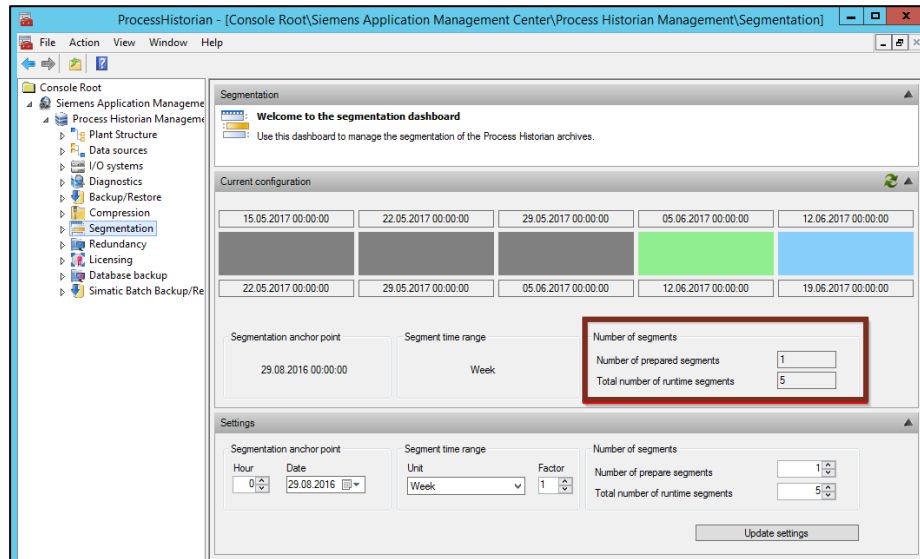 ProcessHistorian - [Console Root\Siemens Application Management Center\Process Historian Management\Segmentation]
File Action View Window Help
Console Root
Siemens Application Manageme
Process Historian Manageme
Plant Structure
Data sources
I/O systems
Diagnostics
Backup/Restore
Compression
Segmentation
Redundancy
Licensing
Database backup
Simatic Batch Backup/Re
Segmentation
Welcome to the segmentation dashboard
Use this dashboard to manage the segmentation of the Process Historian archives.
Current configuration
15.05.2017 00:00:00 22.05.2017 00:00:00 29.05.2017 00:00:00 05.06.2017 00:00:00 12.06.2017 00:00:00
22.05.2017 00:00:00 29.05.2017 00:00:00 05.06.2017 00:00:00 12.06.2017 00:00:00 19.06.2017 00:00:00
Segmentation anchor point Segment time range Number of segments
29.08.2016 00:00:00 Week
Number of prepared segments 1
Total number of runtime segments 5
Settings
Segmentation anchor point Segment time range Number of segments
Hour Date Unit Factor
0 29.08.2016 Week 1
Number of prepare segments 1
Total number of runtime segments 5
Update settings